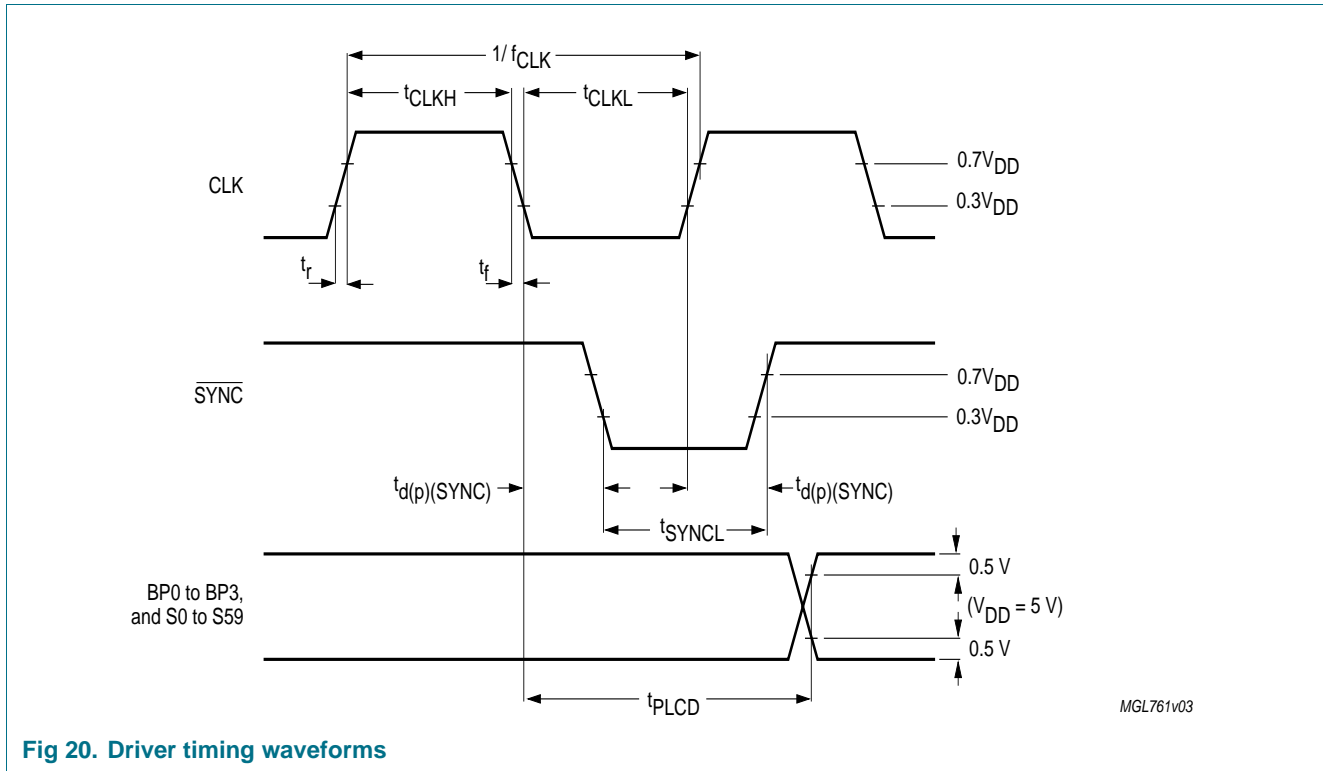 1/ fCLK
tCLKH
tCLKL
CLK
0.7VDD
0.3VDD
tr
tf
SYNC
0.7VDD
0.3VDD
td(p)(SYNC)
td(p)(SYNC)
tSYNCL
BP0 to BP3,
and S0 to S59
0.5 V
(VDD = 5 V)
0.5 V
tPLCD
MGL761v03
Fig 20. Driver timing waveforms